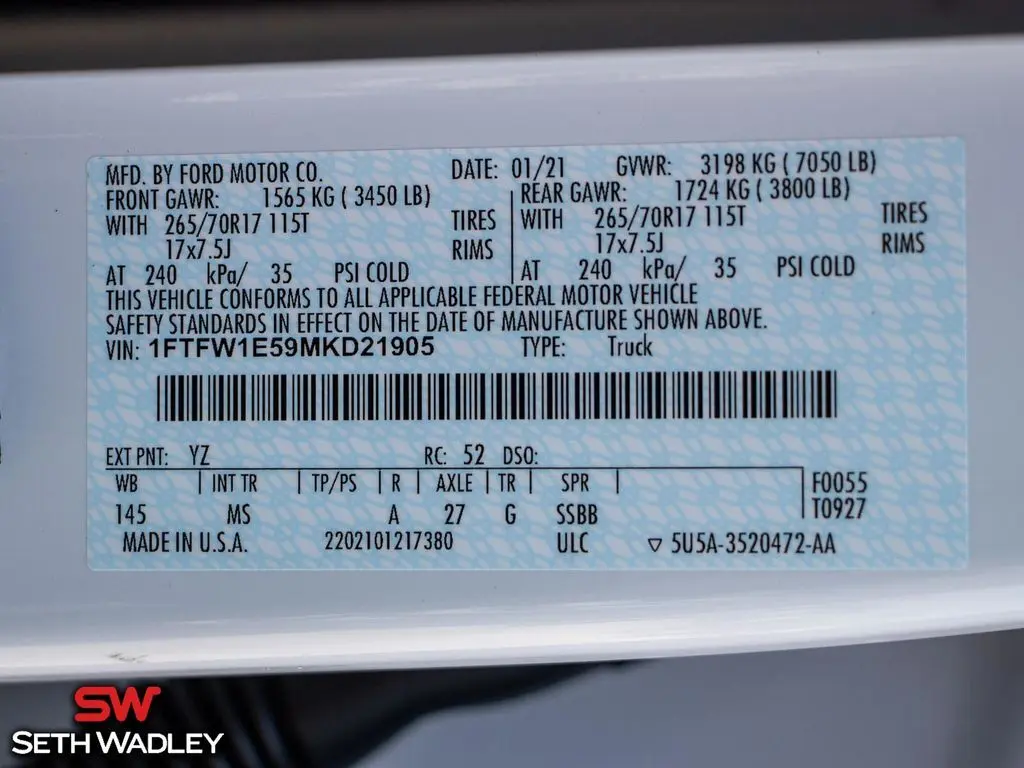 MFD. BY FORD MOTOR CO. DATE: 01/21 GVWR: 3198 KG ( 7050 LB)
FRONT GAWR: 1565 KG ( 3450 LB) REAR GAWR: 1724 KG ( 3800 LB)
WITH 265/70R17 115T TIRES WITH 265/70R17 115T TIRES
17x7.5J RIMS 17x7.5J RIMS
AT 240 kPa/ 35 PSI COLD AT 240 kPa/ 35 PSI COLD
THIS VEHICLE CONFORMS TO ALL APPLICABLE FEDERAL MOTOR VEHICLE
SAFETY STANDARDS IN EFFECT ON THE DATE OF MANUFACTURE SHOWN ABOVE.
VIN: 1FTFW1E59MKD21905 TYPE: Truck
EXT PNT: YZ RC: 52 DSO:
WB INT TR TP/PS R AXLE TR SPR F0055
145 MS A 27 G SSBB T0927
MADE IN U.S.A. 2202101217380 ULC ▽ 5U5A-3520472-AA
SW
SETH WADLEY